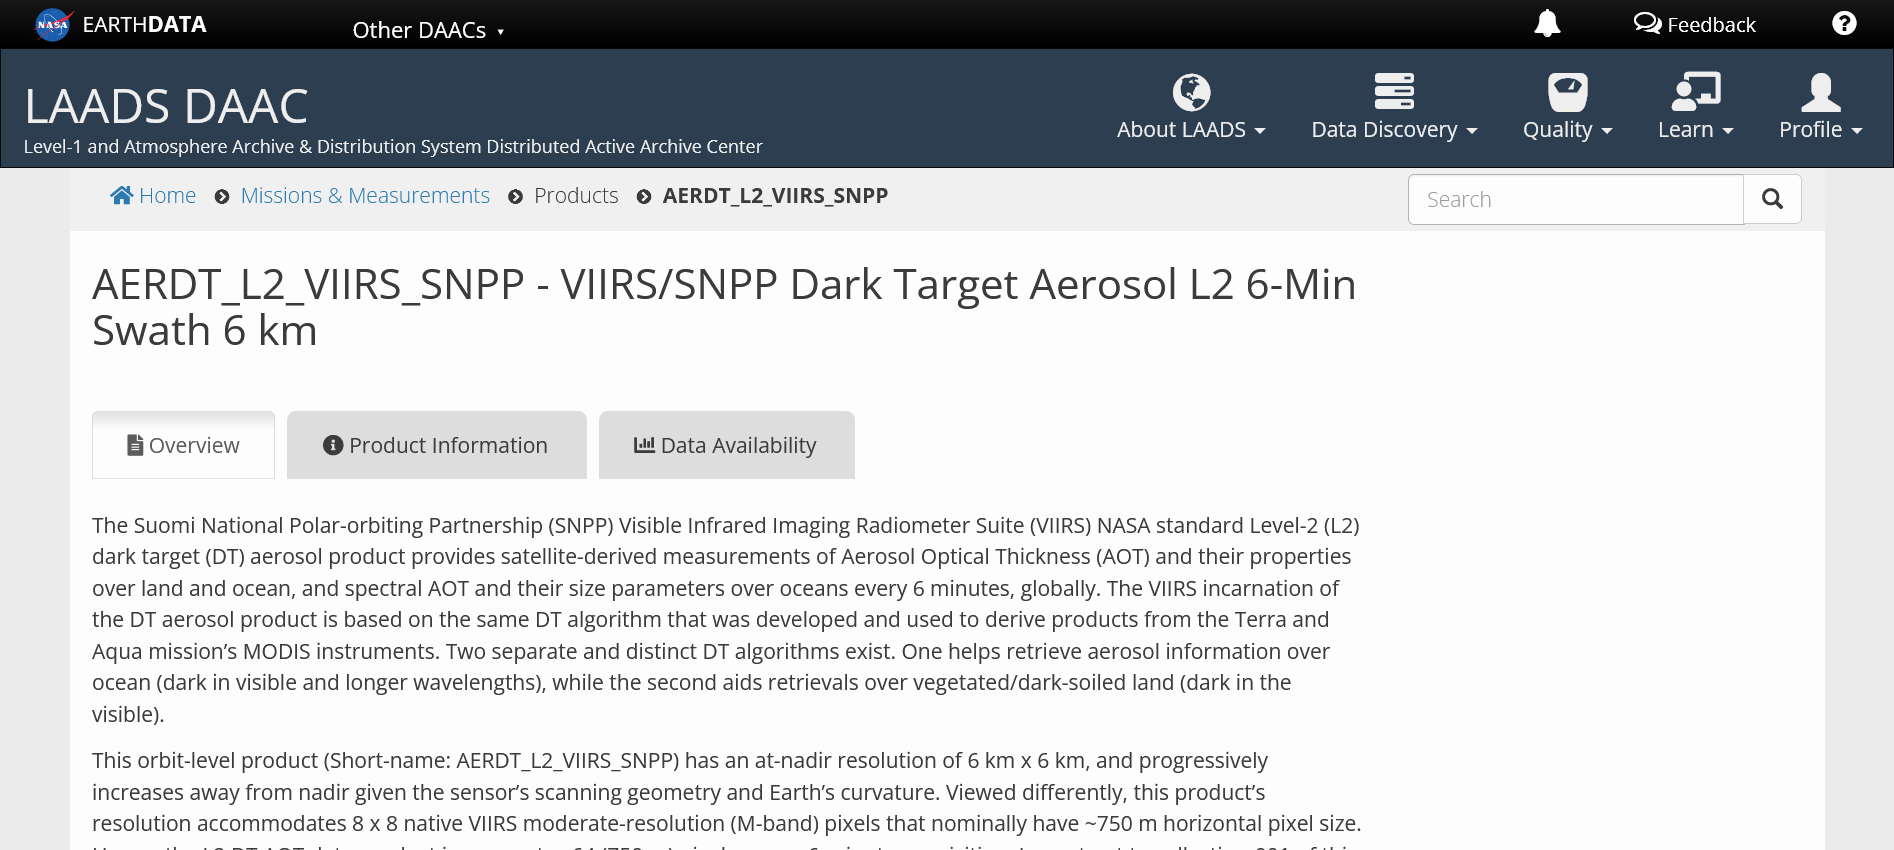 NASA EARTHDATA Other DAACs Feedback
LAADS DAAC
Level-1 and Atmosphere Archive & Distribution System Distributed Active Archive Center
About LAADS Data Discovery Quality Learn Profile
Home Missions & Measurements Products AERDT_L2_VIIRS_SNPP Search
AERDT_L2_VIIRS_SNPP - VIIRS/SNPP Dark Target Aerosol L2 6-Min
Swath 6 km
Overview Product Information Data Availability
The Suomi National Polar-orbiting Partnership (SNPP) Visible Infrared Imaging Radiometer Suite (VIIRS) NASA standard Level-2 (L2)
dark target (DT) aerosol product provides satellite-derived measurements of Aerosol Optical Thickness (AOT) and their properties
over land and ocean, and spectral AOT and their size parameters over oceans every 6 minutes, globally. The VIIRS incarnation of
the DT aerosol product is based on the same DT algorithm that was developed and used to derive products from the Terra and
Aqua mission’s MODIS instruments. Two separate and distinct DT algorithms exist. One helps retrieve aerosol information over
ocean (dark in visible and longer wavelengths), while the second aids retrievals over vegetated/dark-soiled land (dark in the
visible).
This orbit-level product (Short-name: AERDT_L2_VIIRS_SNPP) has an at-nadir resolution of 6 km x 6 km, and progressively
increases away from nadir given the sensor’s scanning geometry and Earth’s curvature. Viewed differently, this product’s
resolution accommodates 8 x 8 native VIIRS moderate-resolution (M-band) pixels that nominally have ~750 m horizontal pixel size.